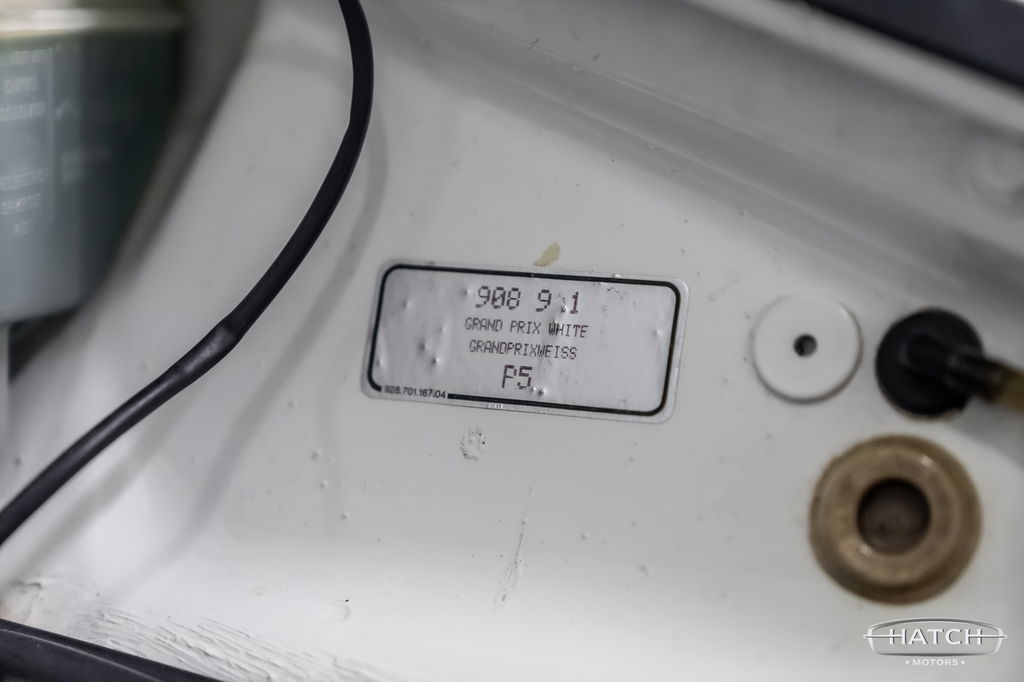 908 9.1
GRAND PRIX WHITE
GRANDPRIXWEISS
P5
928.701.167.04
HATCH
• MOTORS •